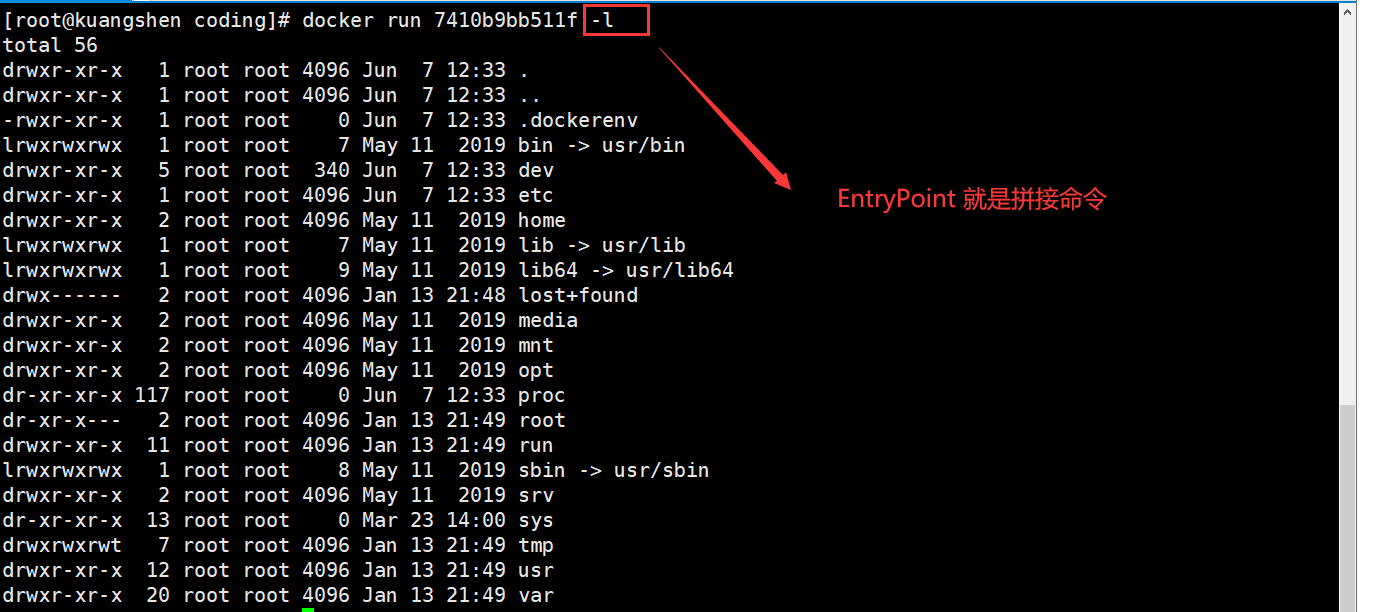 [root@kuangshen coding]# docker run 7410b9bb511f -l
total 56
drwxr-xr-x   1 root root 4096 Jun  7 12:33 .
drwxr-xr-x   1 root root 4096 Jun  7 12:33 ..
-rwxr-xr-x   1 root root    0 Jun  7 12:33 .dockerenv
lrwxrwxrwx   1 root root    7 May 11  2019 bin -> usr/bin
drwxr-xr-x   5 root root  340 Jun  7 12:33 dev
drwxr-xr-x   1 root root 4096 Jun  7 12:33 etc
EntryPoint 就是拼接命令
drwxr-xr-x   2 root root 4096 May 11  2019 home
lrwxrwxrwx   1 root root    7 May 11  2019 lib -> usr/lib
lrwxrwxrwx   1 root root    9 May 11  2019 lib64 -> usr/lib64
drwx------   2 root root 4096 Jan 13 21:48 lost+found
drwxr-xr-x   2 root root 4096 May 11  2019 media
drwxr-xr-x   2 root root 4096 May 11  2019 mnt
drwxr-xr-x   2 root root 4096 May 11  2019 opt
dr-xr-xr-x 117 root root    0 Jun  7 12:33 proc
dr-xr-x---   2 root root 4096 Jan 13 21:49 root
drwxr-xr-x  11 root root 4096 Jan 13 21:49 run
lrwxrwxrwx   1 root root    8 May 11  2019 sbin -> usr/sbin
drwxr-xr-x   2 root root 4096 May 11  2019 srv
dr-xr-xr-x  13 root root    0 Mar 23 14:00 sys
drwxrwxrwt   7 root root 4096 Jan 13 21:49 tmp
drwxr-xr-x  12 root root 4096 Jan 13 21:49 usr
drwxr-xr-x  20 root root 4096 Jan 13 21:49 var